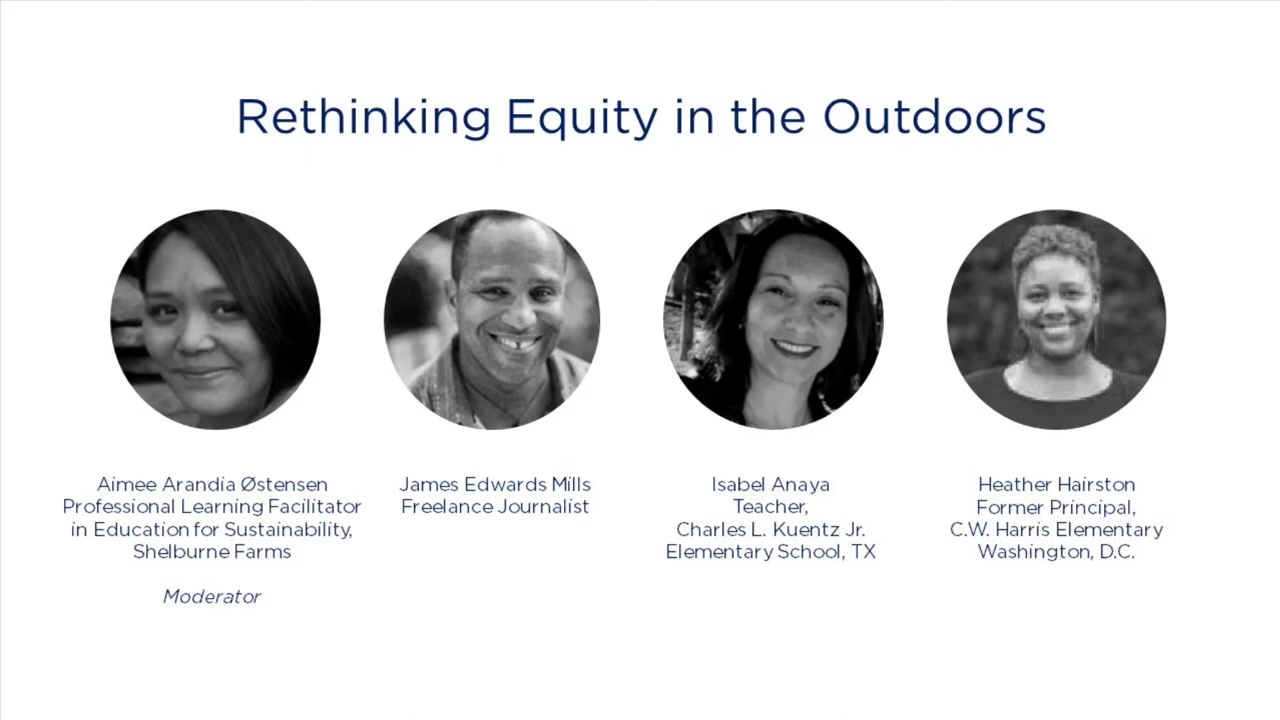 Rethinking Equity in the Outdoors
Aimee Arandia Østensen
Professional Learning Facilitator
in Education for Sustainability,
Shelburne Farms
Moderator
James Edwards Mills
Freelance Journalist
Isabel Anaya
Teacher,
Charles L. Kuentz Jr.
Elementary School, TX
Heather Hairston
Former Principal,
C.W. Harris Elementary
Washington, D.C.